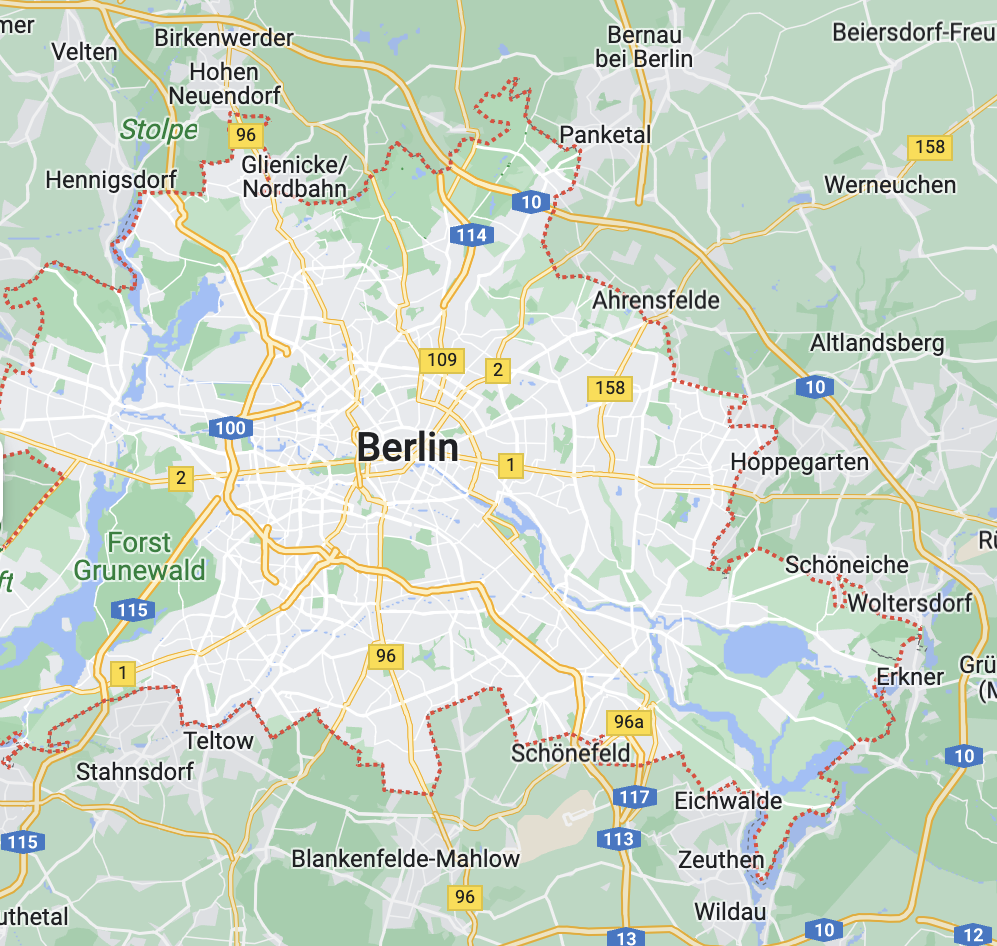 mer
Birkenwerder
Velten
Bernau
bei Berlin
Beiersdorf-Freu
Hohen
Neuendorf
Stolpe
96
Panketal
158
Glienicke/
Nordbahn
Hennigsdorf
Werneuchen
10
114
Ahrensfelde
Altlandsberg
109
2
158
10
100
Berlin
1
Hoppegarten
2
Forst
Grunewald
Rü
ft
Schöneiche
115
Woltersdorf
96
1
Erkner
Grü
(M
96a
Teltow
Schönefeld
10
Stahnsdorf
117
Eichwalde
113
115
Blankenfelde-Mahlow
Zeuthen
96
Wildau
uthetal
10
13
12